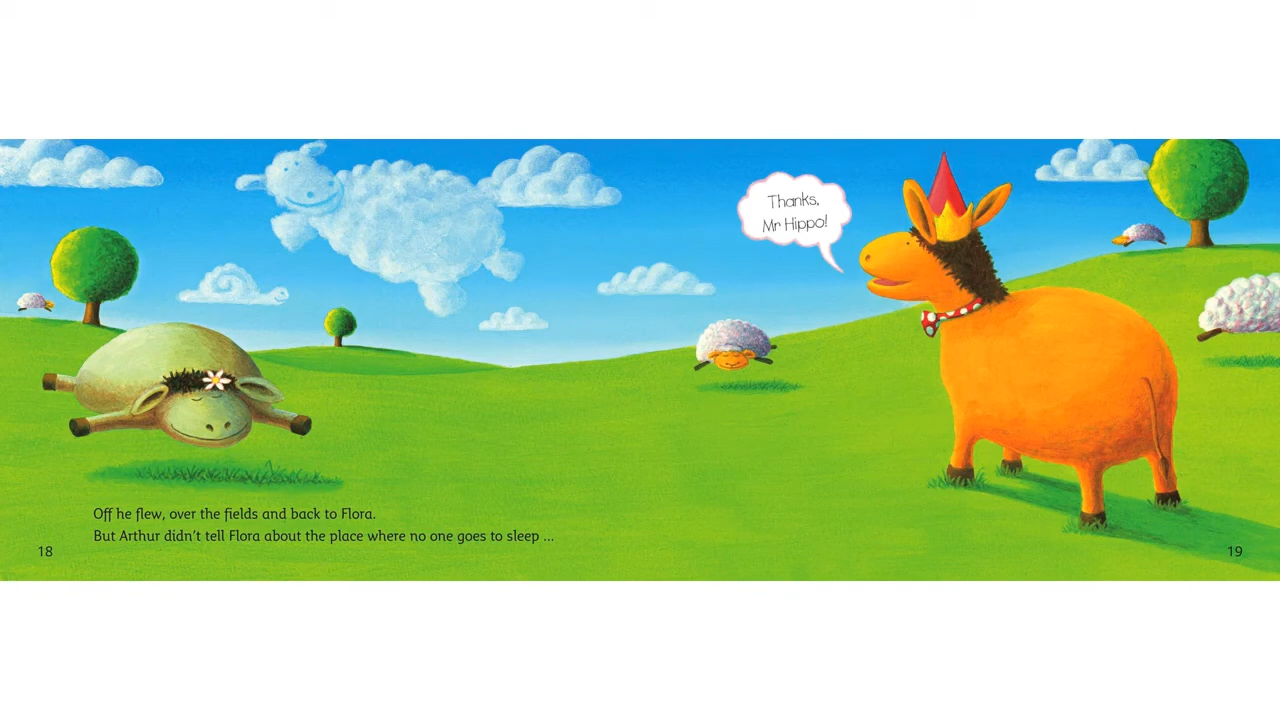 Thanks,
Mr Hippo!
Off he flew, over the fields and back to Flora.
But Arthur didn't tell Flora about the place where no one goes to sleep ...
18
19